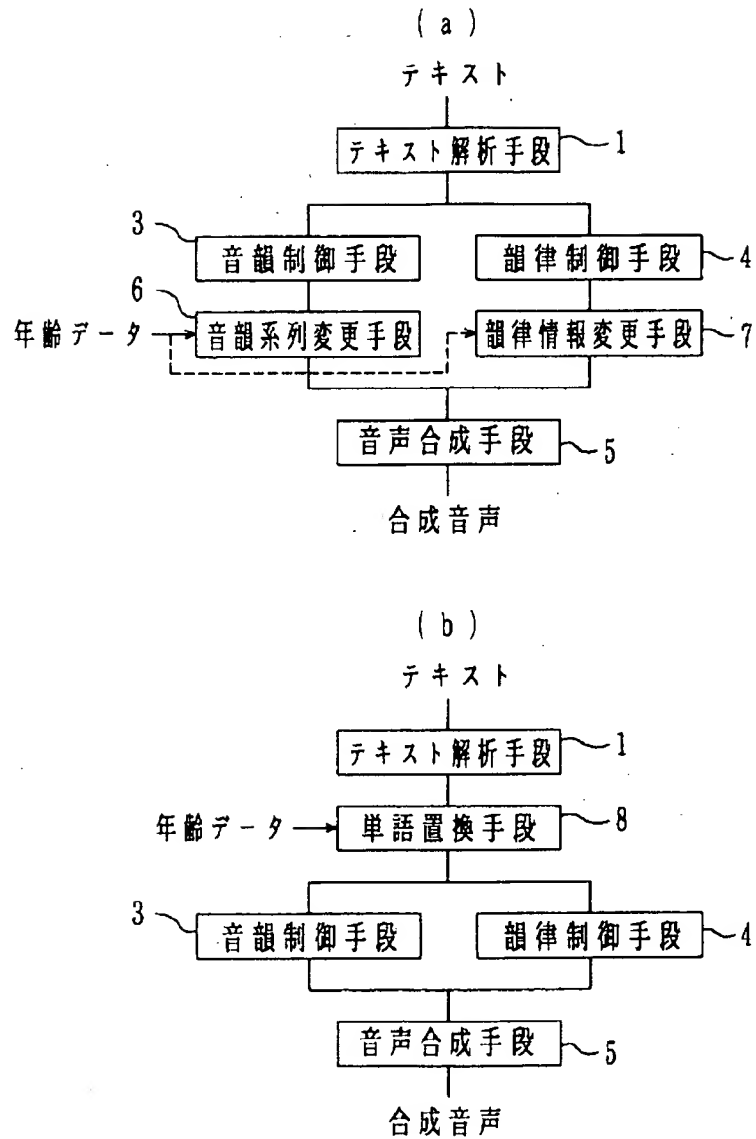 (a)
テキスト
テキスト解析手段 1
3 音韻制御手段 韻律制御手段 4
6
年齢データ 音韻系列変更手段 韻律情報変更手段 7
音声合成手段 5
合成音声
(b)
テキスト
テキスト解析手段 1
年齢データ 単語置換手段 8
3 音韻制御手段 韻律制御手段 4
音声合成手段 5
合成音声